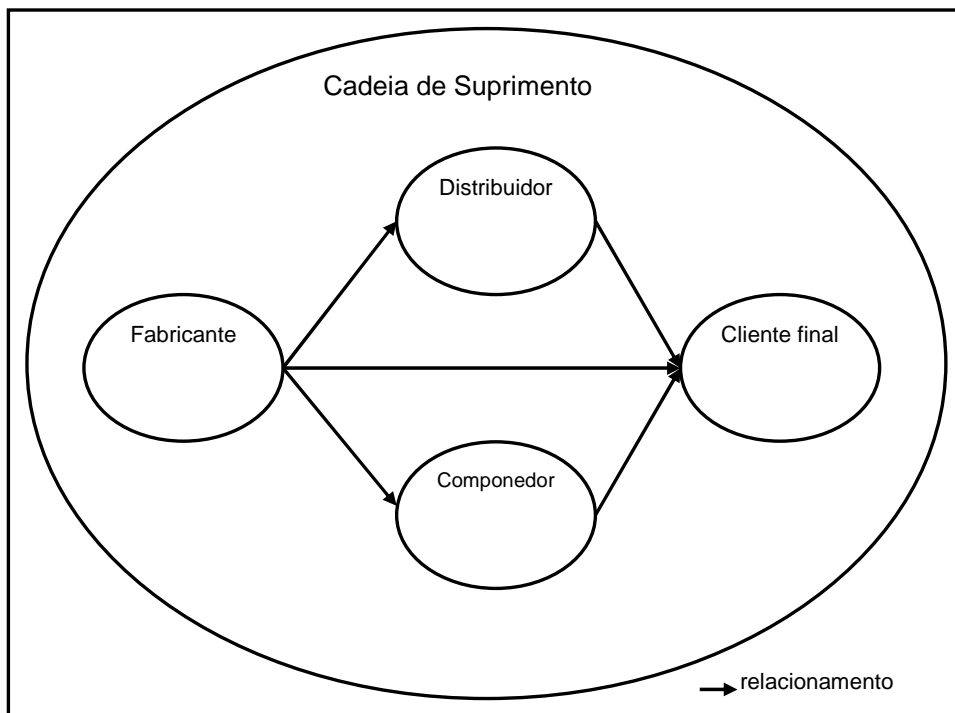 Cadeia de Suprimento
Distribuidor
Fabricante
Cliente final
Componedor
relacionamento